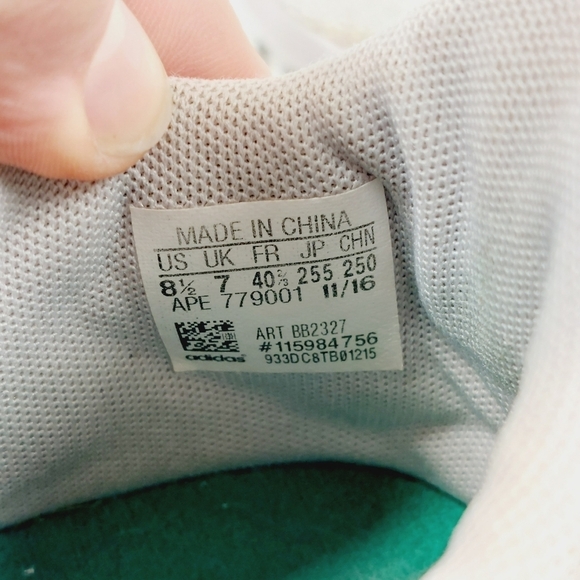 MADE IN CHINA
US UK FR JP CHN
8½ 7 40⅔ 255 250
APE 779001 11/16
ART BB2327
#115984756
adidas 933DC8TB01215